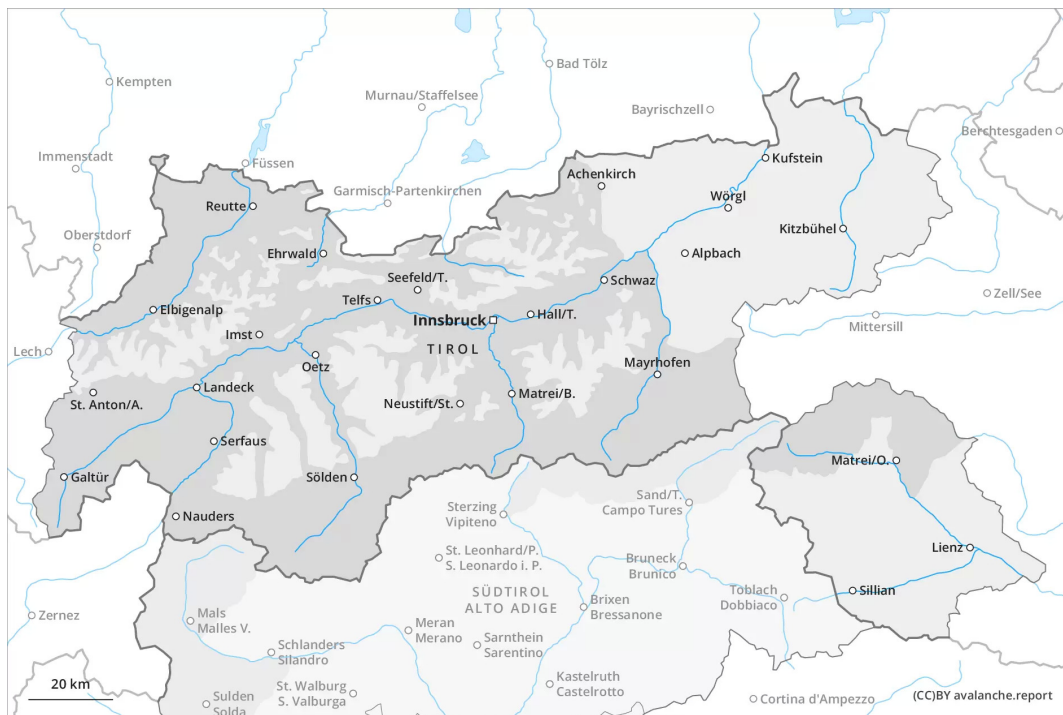 Kempten
Bad Tölz
Murnau/Staffelsee
Bayrischzell
Berchtesgaden
Immenstadt
Füssen
Kufstein
Achenkirch
Garmisch-Partenkirchen
Reutte
Wörgl
Kitzbühel
Oberstdorf
Ehrwald
Alpbach
Seefeld/T.
Schwaz
Zell/See
Telfs
Elbigenalp
Innsbruck
Hall/T.
Mittersill
Imst
TIROL
Lech
Oetz
Mayrhofen
Landeck
St. Anton/A.
Neustift/St.
Matrei/B.
Serfaus
Matrei/O.
Galtür
Sölden
Sand/T.
Campo Tures
Sterzing
Vipiteno
Nauders
Lienz
St. Leonhard/P.
S. Leonardo i. P.
Bruneck
Brunico
SÜDTIROL
ALTO ADIGE
Sillian
Toblach
Dobbiaco
Brixen
Bressanone
Zernez
Mals
Malles V.
Meran
Merano
Sarnthein
Sarentino
Schlanders
Silandro
20 km
St. Walburg
S. Valburga
Kastelruth
Castelrotto
Sulden
Solda
Cortina d'Ampezzo
(CC)BY avalanche.report